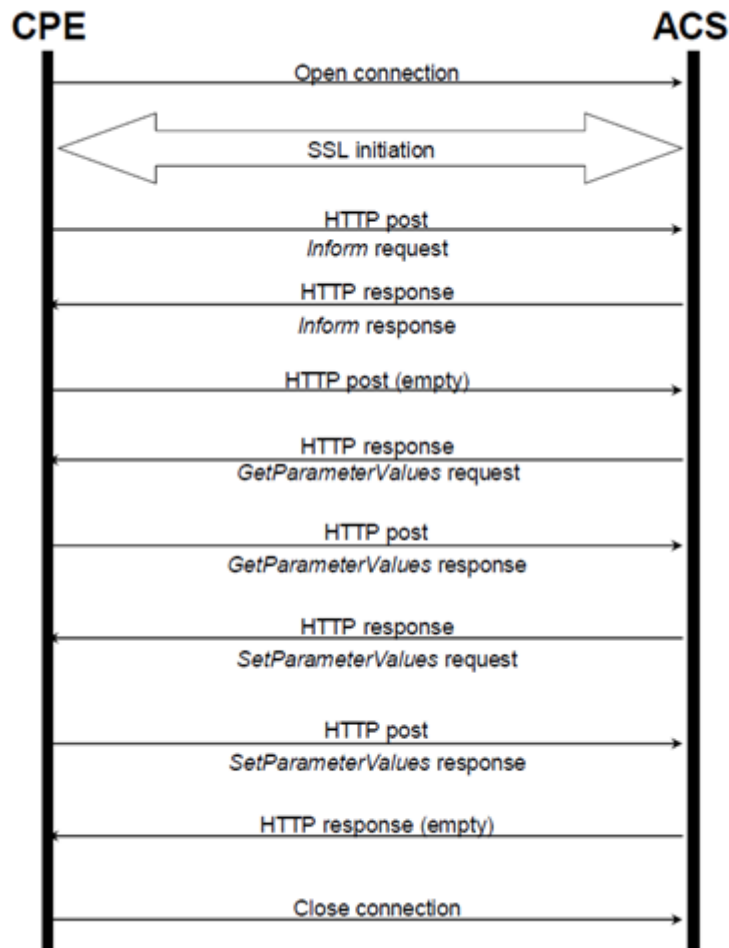 CPE
ACS
Open connection
SSL initiation
HTTP post
Inform request
HTTP response
Inform response
HTTP post (empty)
HTTP response
GetParameterValues request
HTTP post
GetParameterValues response
HTTP response
SetParameterValues request
HTTP post
SetParameterValues response
HTTP response (empty)
Close connection